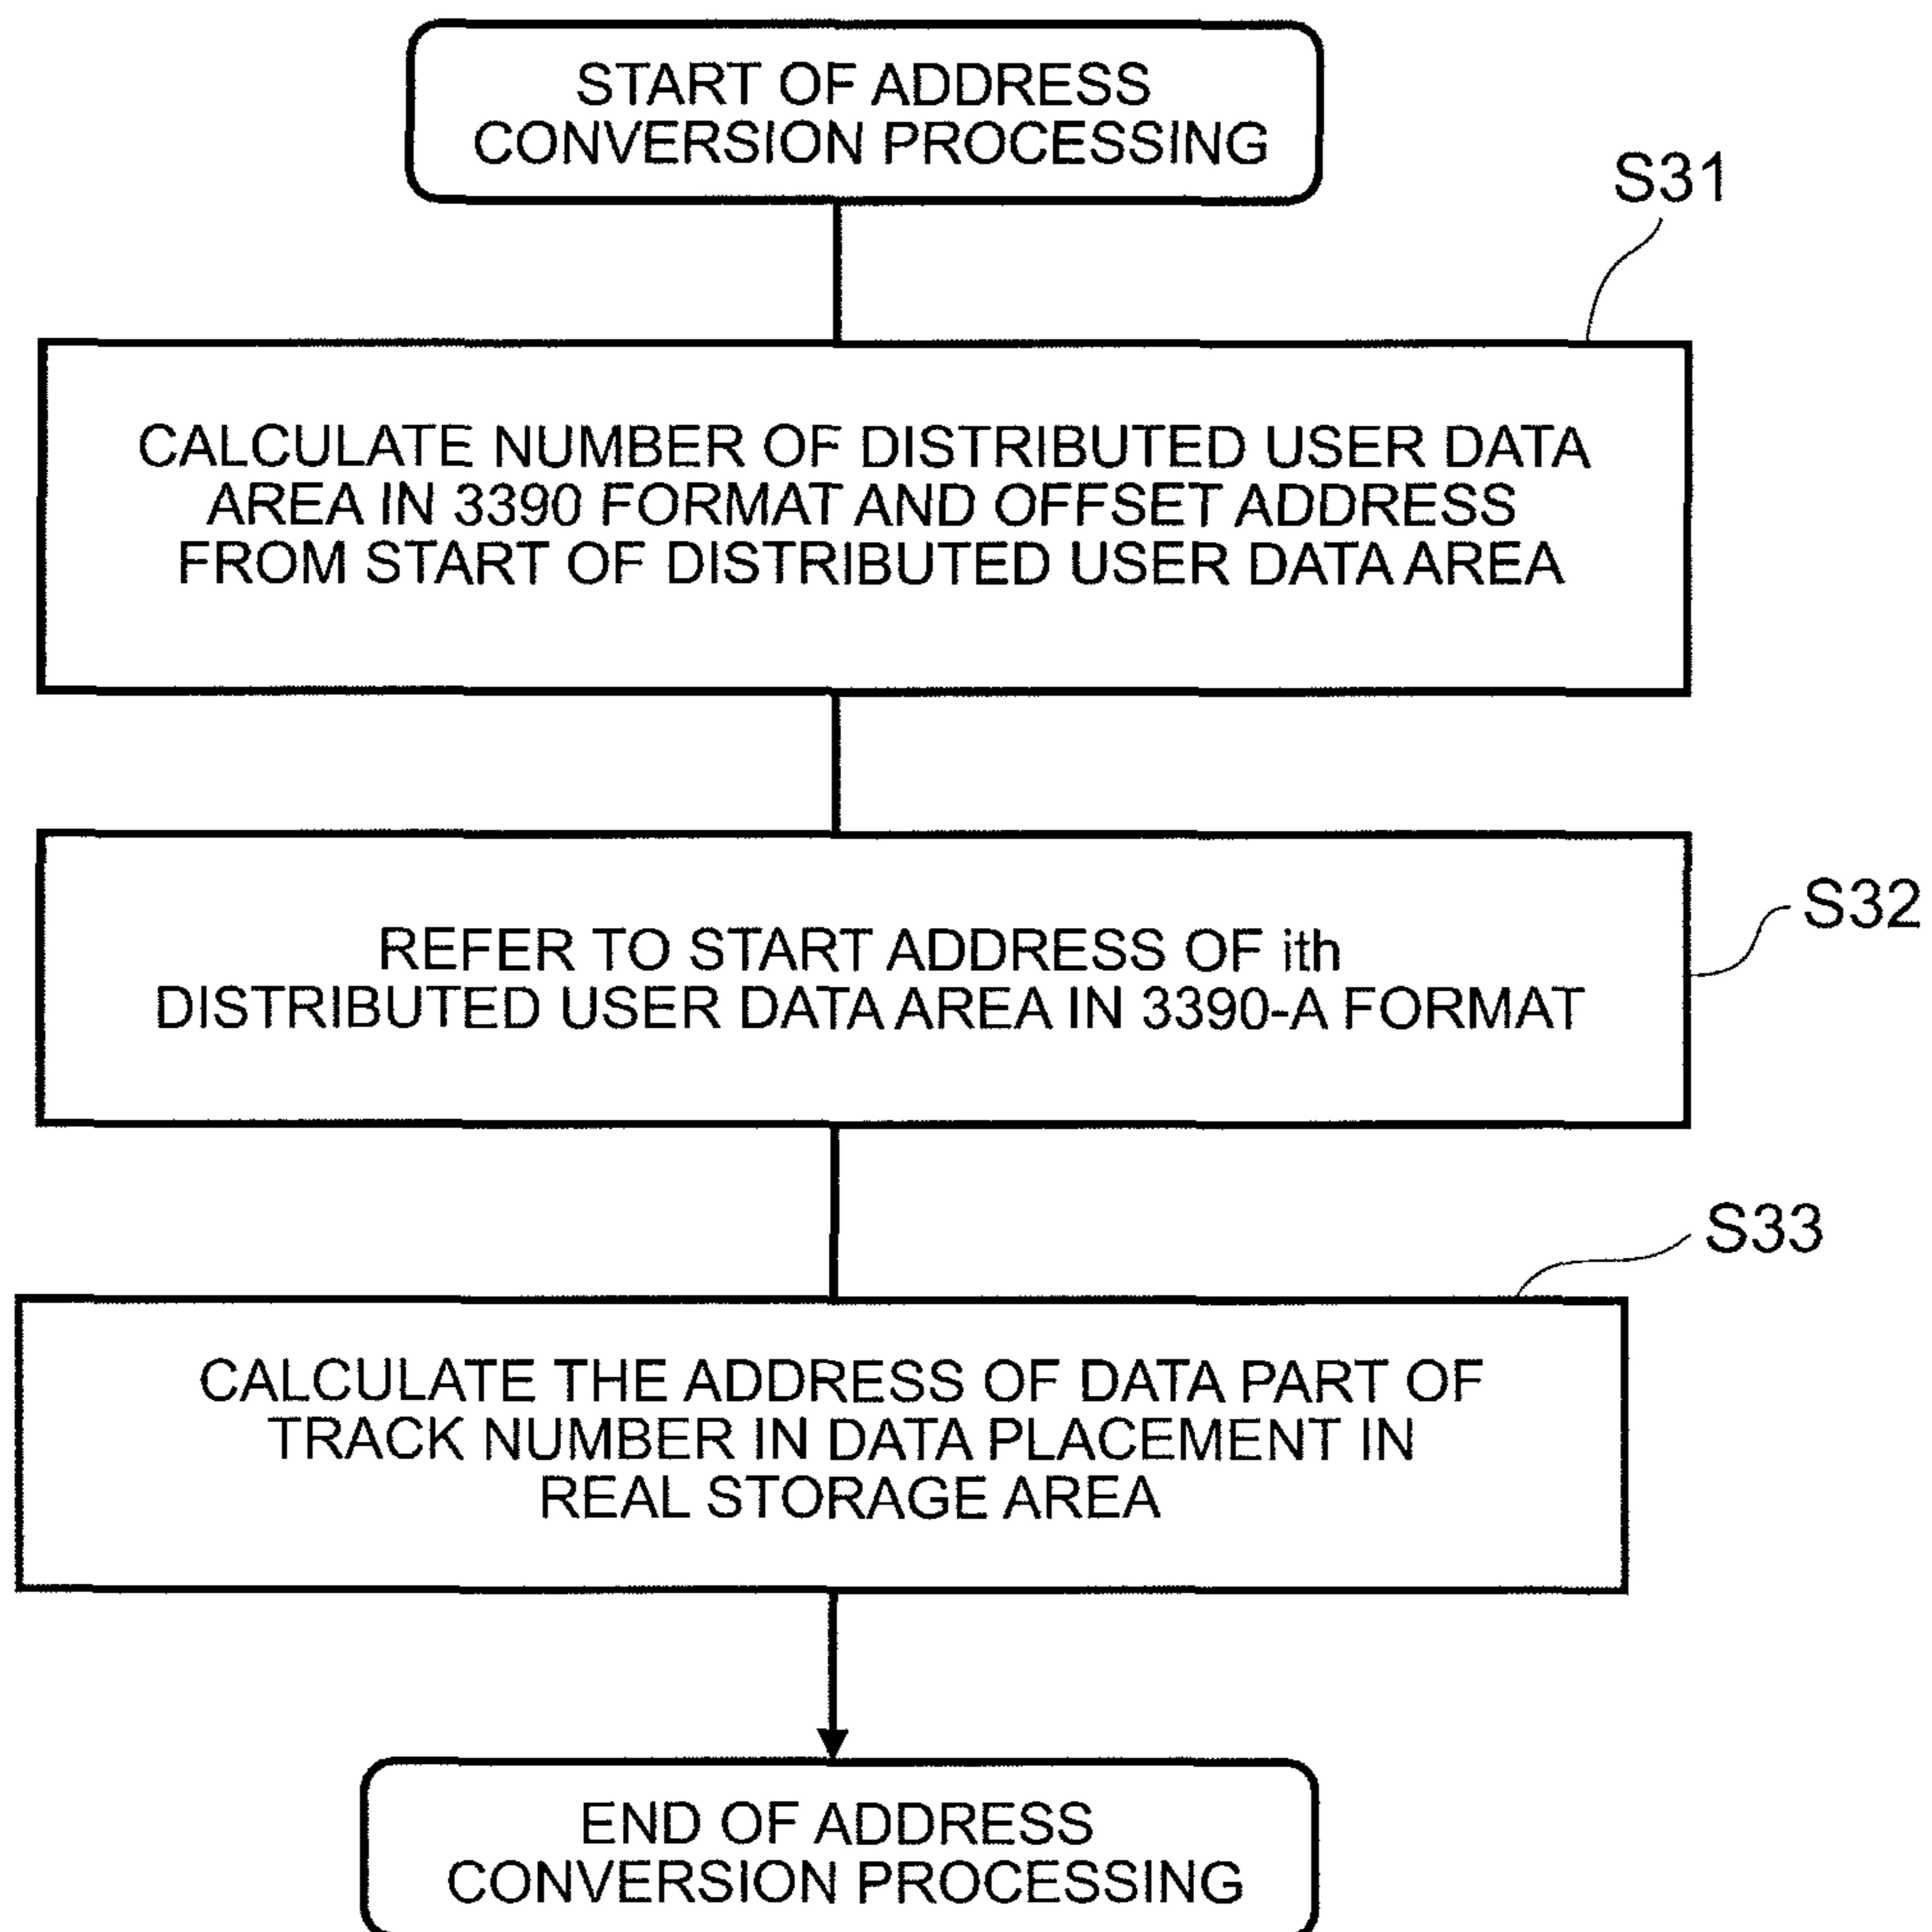 START OF ADDRESS
CONVERSION PROCESSING
S31
CALCULATE NUMBER OF DISTRIBUTED USER DATA
AREA IN 3390 FORMAT AND OFFSET ADDRESS
FROM START OF DISTRIBUTED USER DATA AREA
REFER TO START ADDRESS OF ith
DISTRIBUTED USER DATA AREA IN 3390-A FORMAT
S32
S33
CALCULATE THE ADDRESS OF DATA PART OF
TRACK NUMBER IN DATA PLACEMENT IN
REAL STORAGE AREA
END OF ADDRESS
CONVERSION PROCESSING